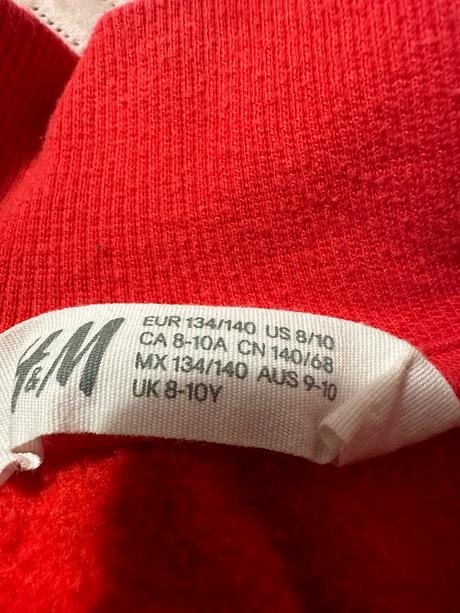 H&M
EUR 134/140 US 8/10
CA 8-10A CN 140/68
MX 134/140 AUS 9-10
UK 8-10Y